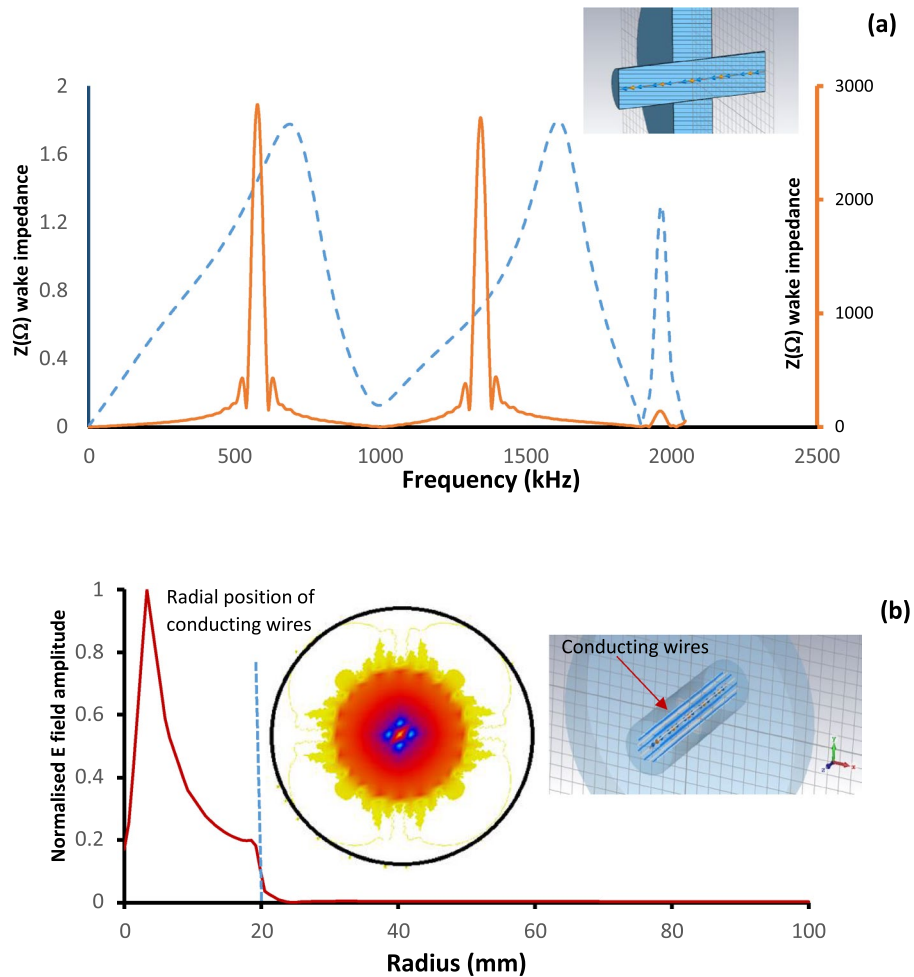 (a)
2
1.6
1.2
0.8
0.4
0
Z(Ω) wake impedance
3000
2000
1000
0
Z(Ω) wake impedance
0 500 1000 1500 2000 2500
Frequency (kHz)
(b)
Radial position of
conducting wires
Conducting wires
1
0.8
0.6
0.4
0.2
0
Normalised E field amplitude
0 20 40 60 80 100
Radius (mm)